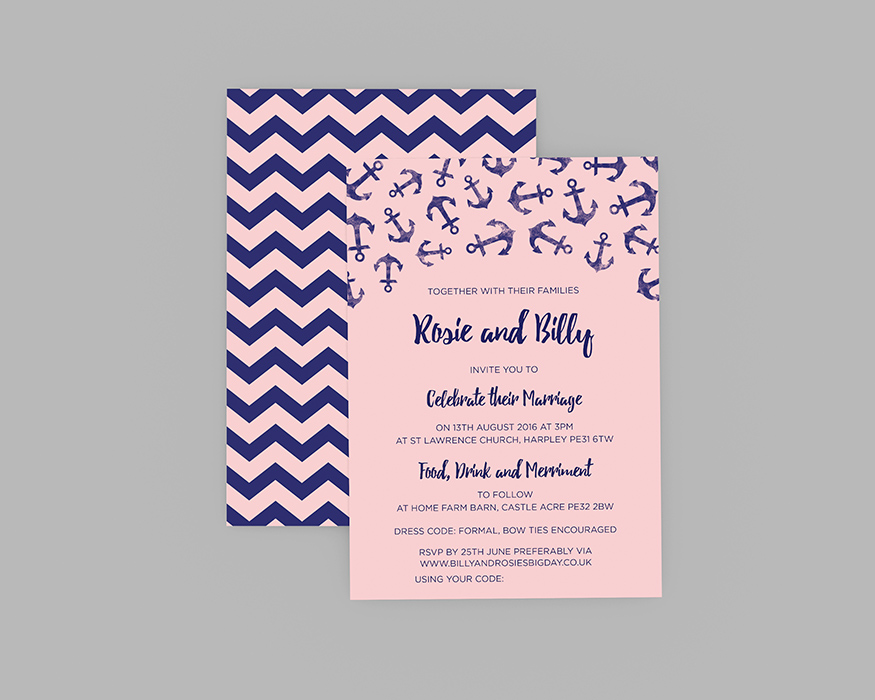 TOGETHER WITH THEIR FAMILIES
Rosie and Billy
INVITE YOU TO
Celebrate their Marriage
ON 13TH AUGUST 2016 AT 3PM
AT ST LAWRENCE CHURCH, HARPLEY PE31 6TW
Food, Drink and Merriment
TO FOLLOW
AT HOME FARM BARN, CASTLE ACRE PE32 2BW
DRESS CODE: FORMAL, BOW TIES ENCOURAGED
RSVP BY 25TH JUNE PREFERABLY VIA
WWW.BILLYANDROSIESBIGDAY.CO.UK
USING YOUR CODE: